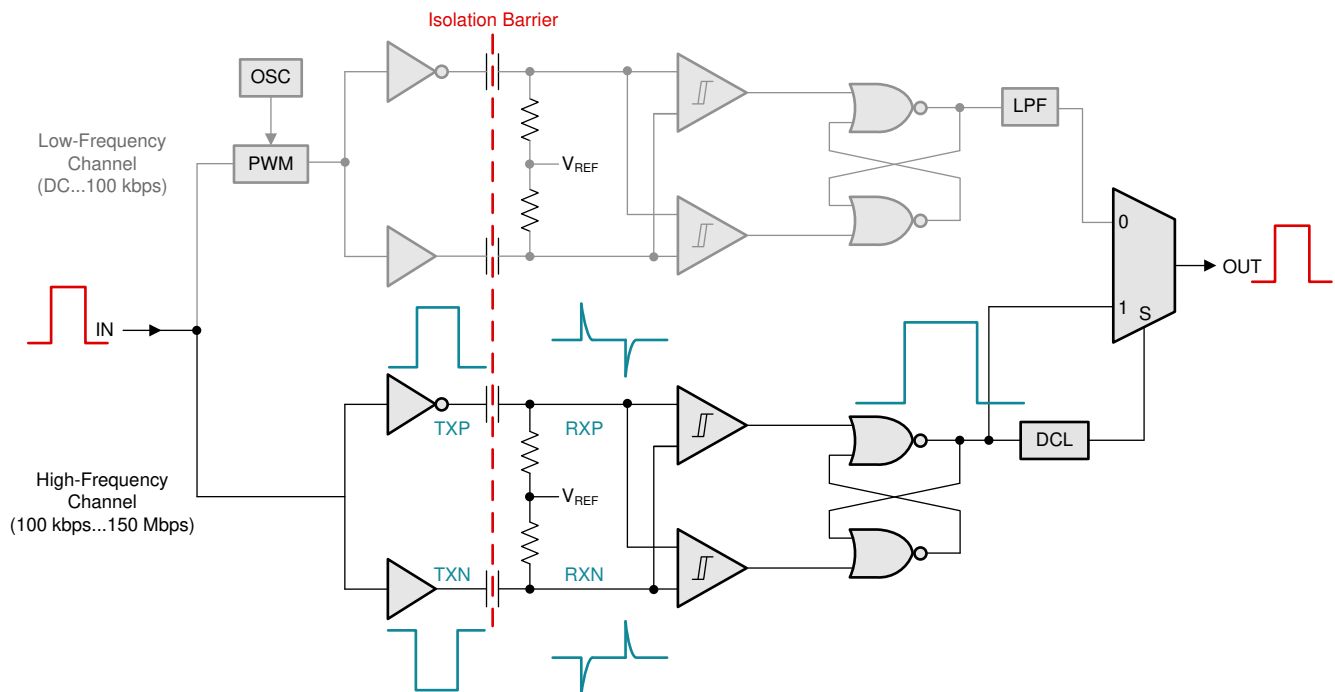 Isolation Barrier
OSC
Low-Frequency
Channel
(DC...100 kbps)
PWM
VREF
LPF
0
OUT
1
S
IN
TXP
RXP
DCL
High-Frequency
Channel
(100 kbps...150 Mbps)
VREF
TXN
RXN